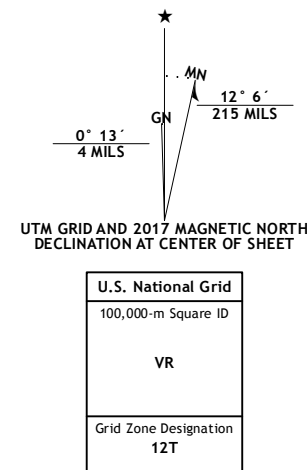 MN
GN
12° 6´
215 MILS
0° 13´
4 MILS
UTM GRID AND 2017 MAGNETIC NORTH
DECLINATION AT CENTER OF SHEET
U.S. National Grid
100,000-m Square ID
VR
Grid Zone Designation
12T